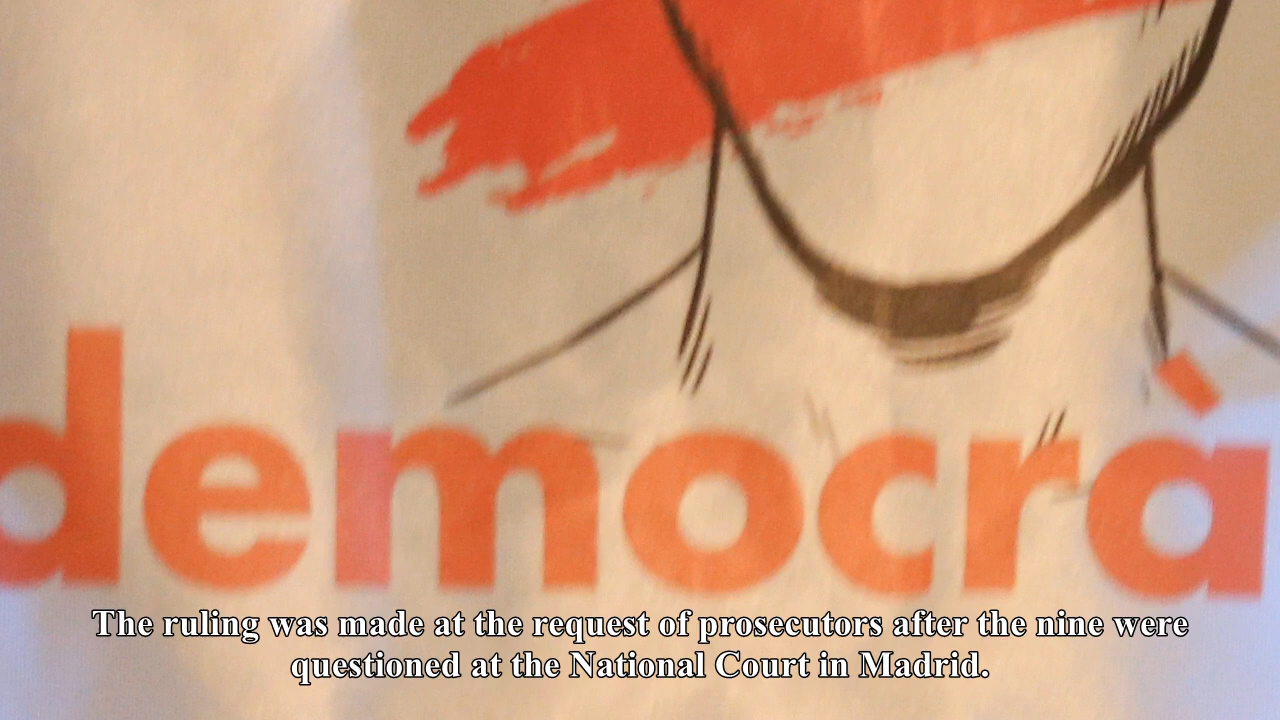 democrà
The ruling was made at the request of prosecutors after the nine were
questioned at the National Court in Madrid.